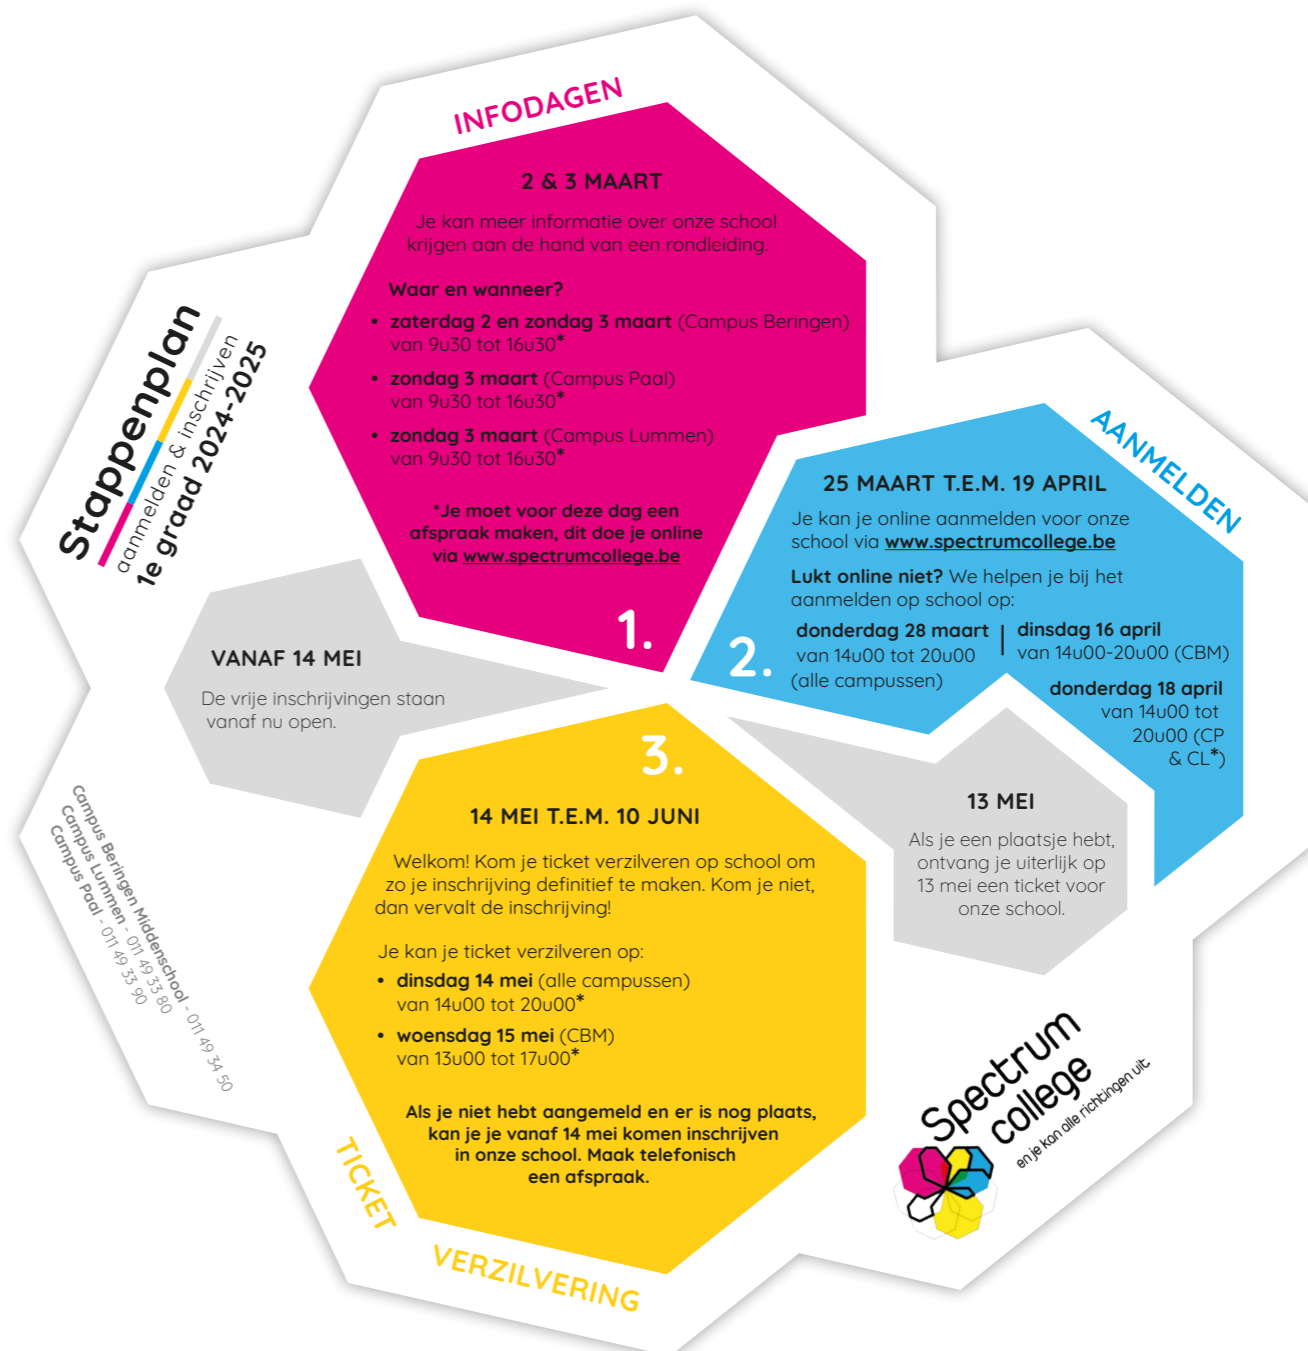 Stappenplan
aanmelden & inschrijven
1e graad 2024-2025
INFODAGEN
2 & 3 MAART
Je kan meer informatie over onze school
krijgen aan de hand van een rondleiding.
Waar en wanneer?
• zaterdag 2 en zondag 3 maart (Campus Beringen)
van 9u30 tot 16u30*
• zondag 3 maart (Campus Paal)
van 9u30 tot 16u30*
• zondag 3 maart (Campus Lummen)
van 9u30 tot 16u30*
*Je moet voor deze dag een
afspraak maken, dit doe je online
via www.spectrumcollege.be
1.
AANMELDEN
25 MAART T.E.M. 19 APRIL
Je kan je online aanmelden voor onze
school via www.spectrumcollege.be
Lukt online niet? We helpen je bij het
aanmelden op school op:
donderdag 28 maart
van 14u00 tot 20u00
(alle campussen)
dinsdag 16 april
van 14u00-20u00 (CBM)
donderdag 18 april
van 14u00 tot
20u00 (CP
& CL*)
2.
13 MEI
Als je een plaatsje hebt,
ontvang je uiterlijk op
13 mei een ticket voor
onze school.
3.
14 MEI T.E.M. 10 JUNI
Welkom! Kom je ticket verzilveren op school om
zo je inschrijving definitief te maken. Kom je niet,
dan vervalt de inschrijving!
Je kan je ticket verzilveren op:
• dinsdag 14 mei (alle campussen)
van 14u00 tot 20u00*
• woensdag 15 mei (CBM)
van 13u00 tot 17u00*
Als je niet hebt aangemeld en er is nog plaats,
kan je je vanaf 14 mei komen inschrijven
in onze school. Maak telefonisch
een afspraak.
TICKET
VERZILVERING
VANAF 14 MEI
De vrije inschrijvingen staan
vanaf nu open.
Campus Beringen Middenschool - 011 49 34 50
Campus Lummen - 011 49 33 80
Campus Paal - 011 49 33 90
Spectrum
college
en je kan alle richtingen uit